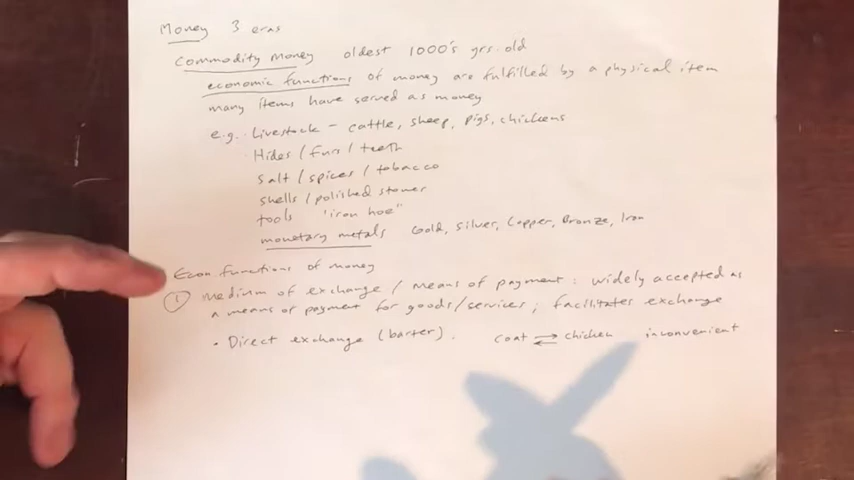 Money 3 eras
Commodity Money oldest 1000's yrs. old
economic functions of money are fulfilled by a physical item
many items have served as money
e.g. Livestock - cattle, sheep, pigs, chickens
Hides / furs / teeth
salt / spices / tobacco
shells / polished stones
tools "iron hoe"
monetary metals Gold, Silver, Copper, Bronze, Iron
Econ. functions of money
① Medium of exchange / Means of payment : widely accepted as
a means of payment for goods/services ; facilitates exchange
• Direct exchange (barter). coat ⇄ chicken inconvenient